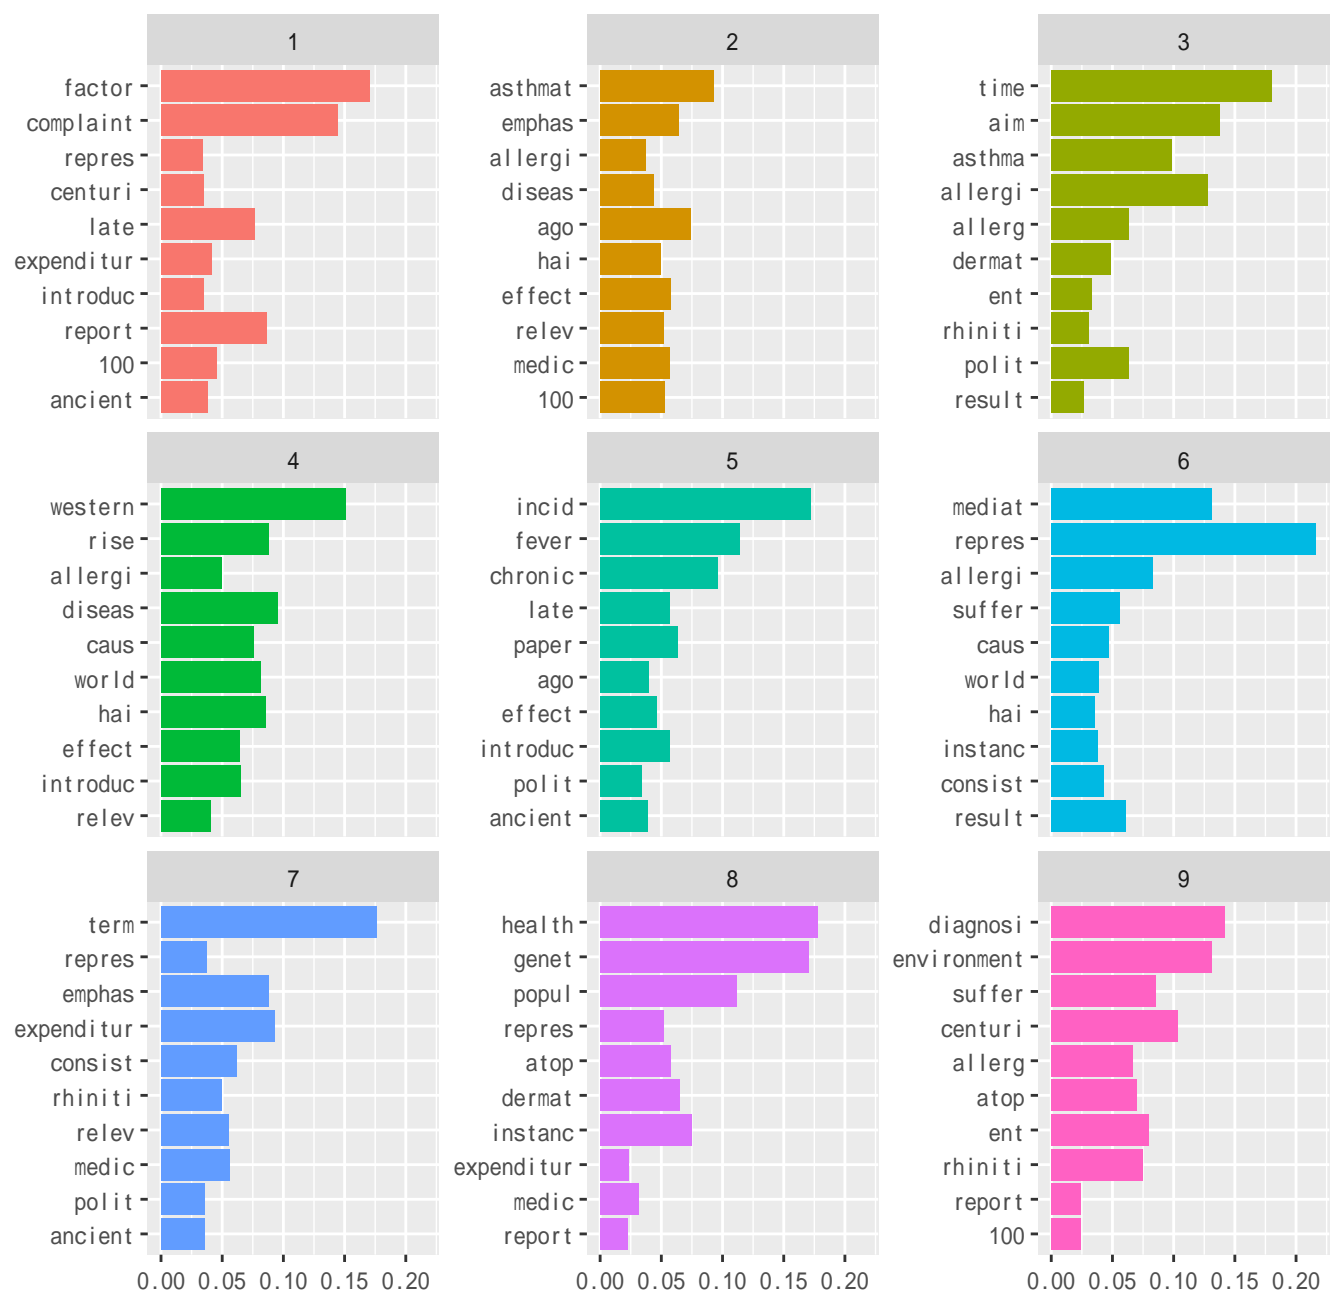 1
factor
complaint
repres
centuri
late
expenditur
introduc
report
100
ancient
2
asthmat
emphas
allergi
diseas
ago
hai
effect
relev
medic
100
3
time
aim
asthma
allergi
allerg
dermat
ent
rhiniti
polit
result
4
western
rise
allergi
diseas
caus
world
hai
effect
introduc
relev
5
incid
fever
chronic
late
paper
ago
effect
introduc
polit
ancient
6
mediat
repres
allergi
suffer
caus
world
hai
instanc
consist
result
7
term
repres
emphas
expenditur
consist
rhiniti
relev
medic
polit
ancient
0.00 0.05 0.10 0.15 0.20
8
health
genet
popul
repres
atop
dermat
instanc
expenditur
medic
report
0.00 0.05 0.10 0.15 0.20
9
diagnosi
environment
suffer
centuri
allerg
atop
ent
rhiniti
report
100
0.00 0.05 0.10 0.15 0.20